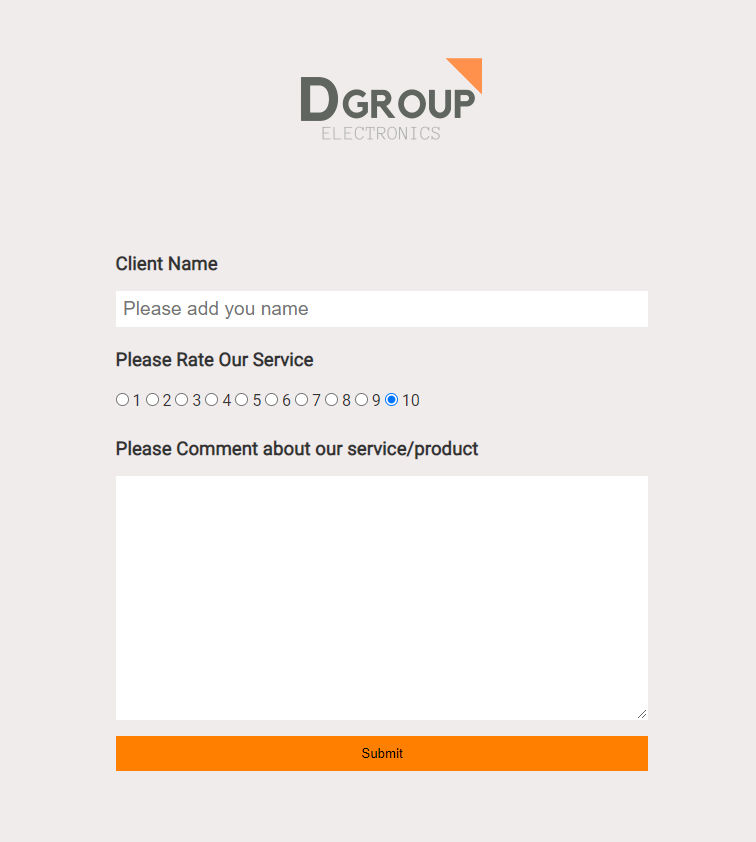 DGROUP
ELECTRONICS
Client Name
Please add you name
Please Rate Our Service
1 2 3 4 5 6 7 8 9 10
Please Comment about our service/product
Submit